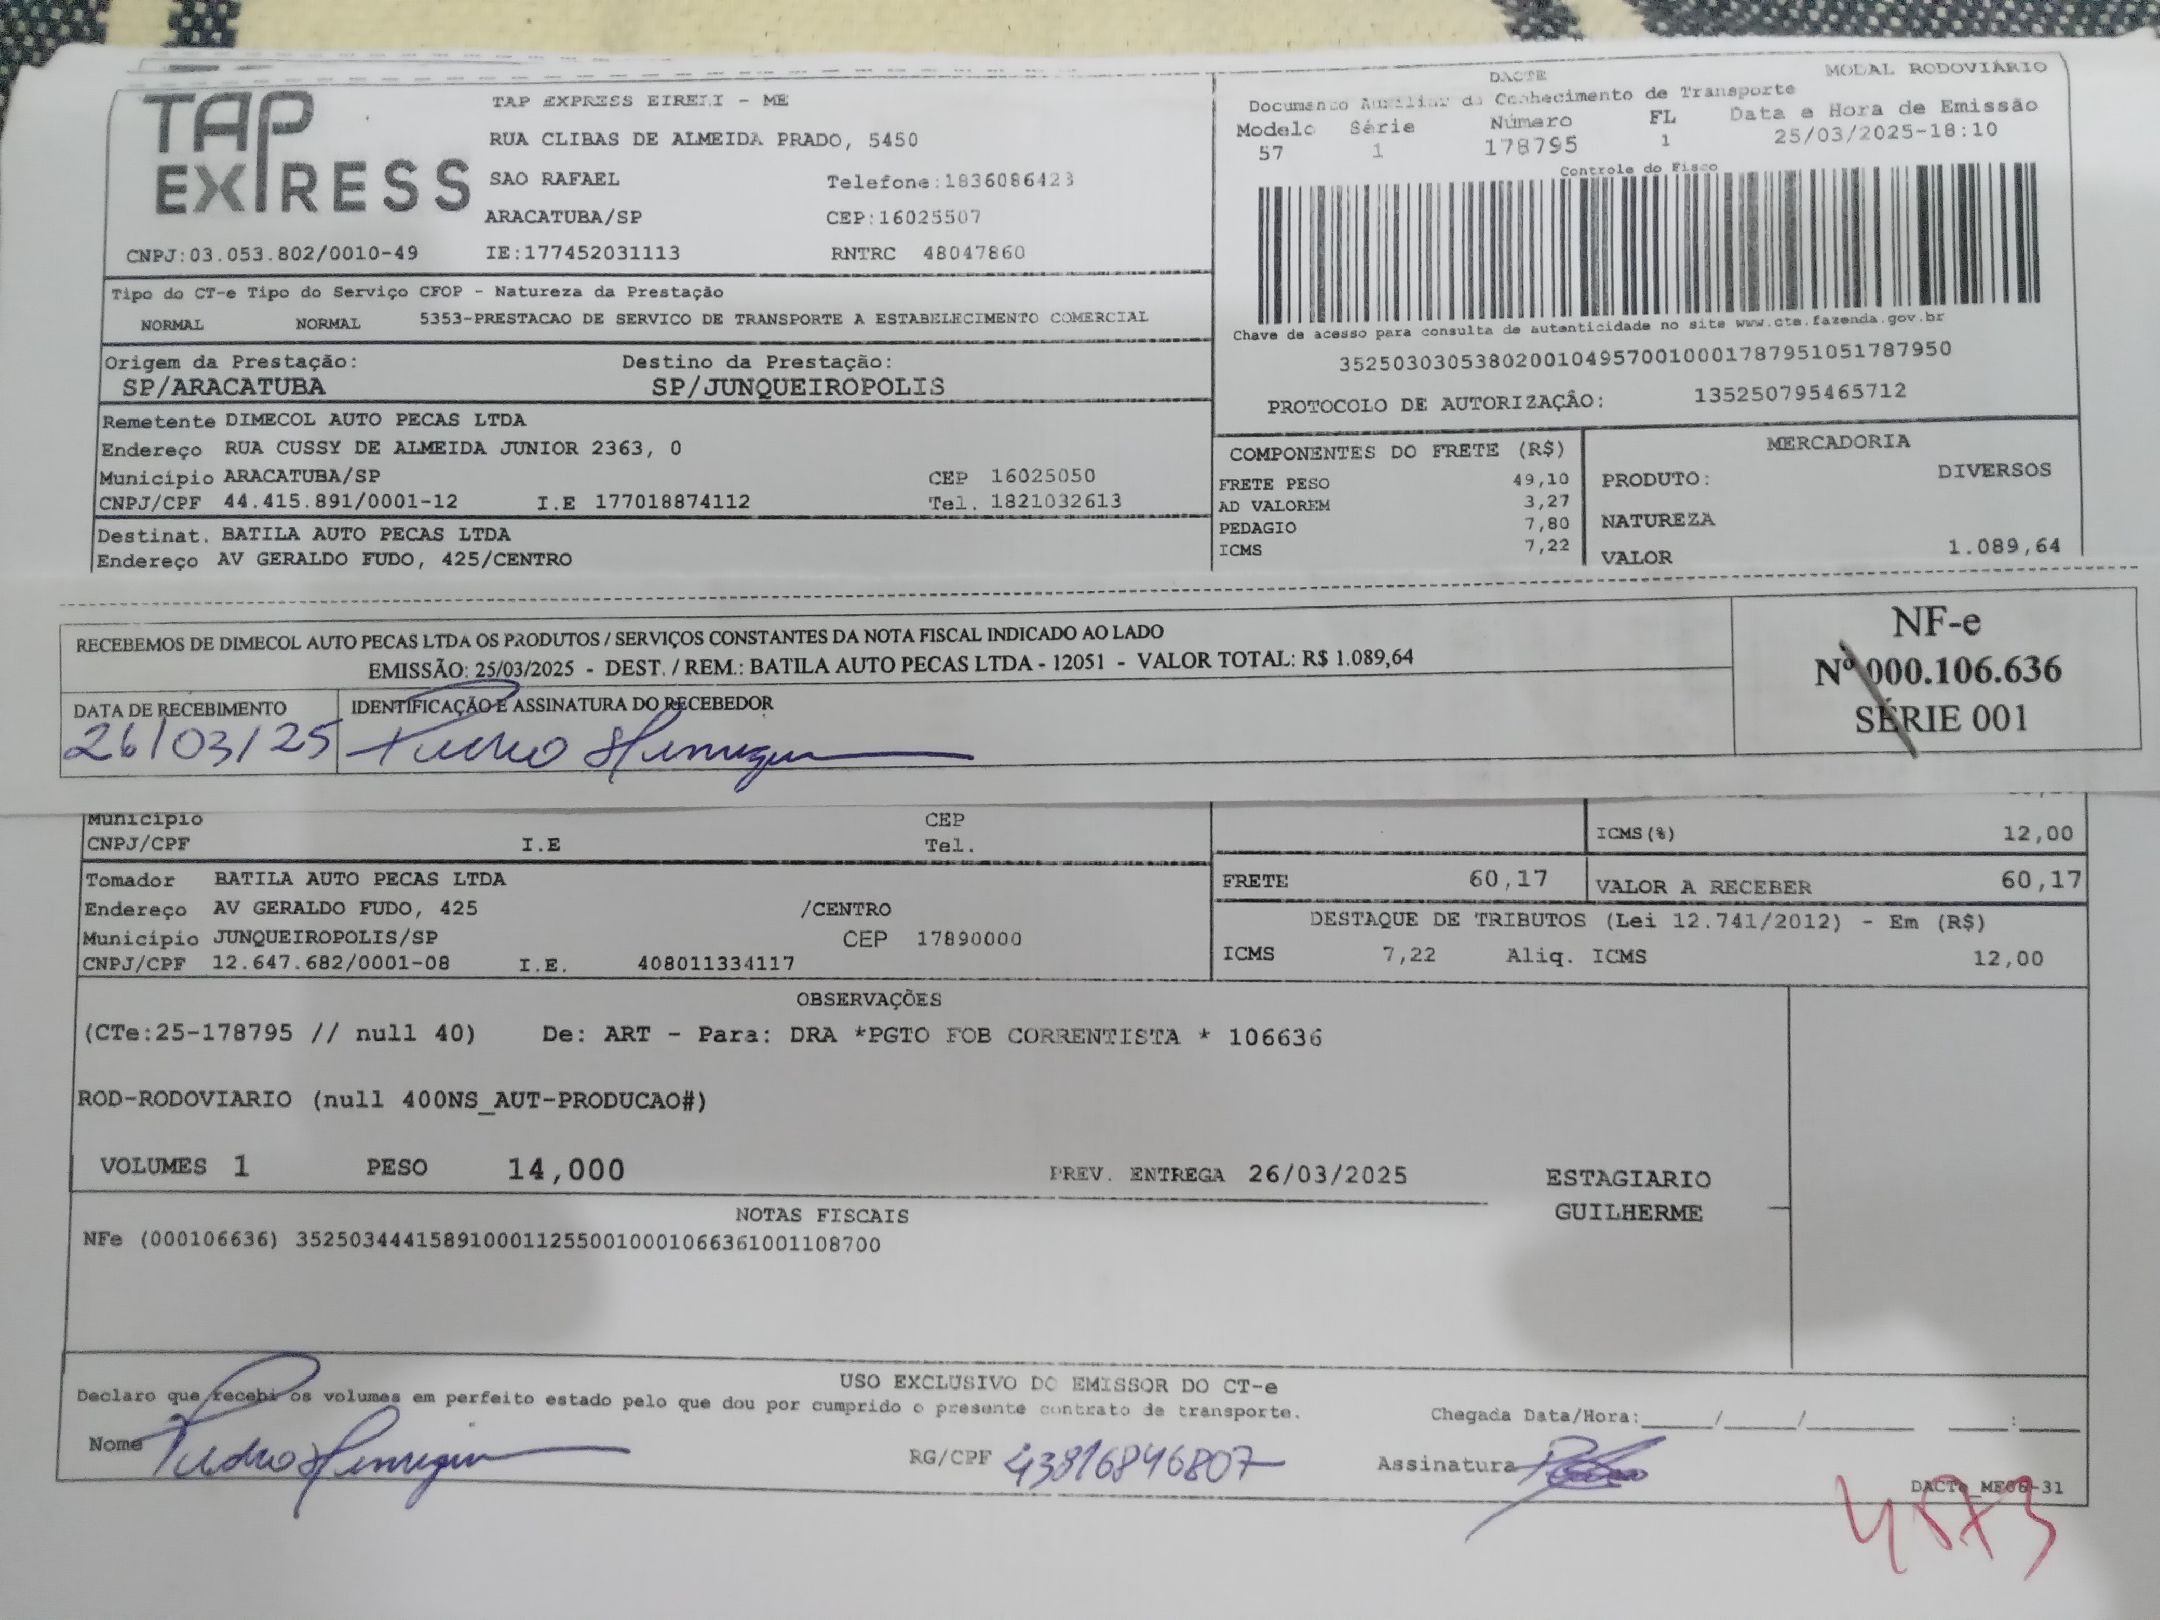 TAP EXPRESS
TAP EXPRESS EIRELI - ME
RUA CLIBAS DE ALMEIDA PRADO, 5450
SAO RAFAEL Telefone:1836086423
ARACATUBA/SP CEP:16025507
CNPJ:03.053.802/0010-49 IE:177452031113 RNTRC 48047860
DACTE MODAL RODOVIÁRIO
Documento Auxiliar do Conhecimento de Transporte
Modelo Série Número FL Data e Hora de Emissão
57 1 178795 1 25/03/2025-18:10
Controle do Fisco
Chave de acesso para consulta de autenticidade no site www.cte.fazenda.gov.br
35250303053802001049570010001787951051787950
PROTOCOLO DE AUTORIZAÇÃO: 135250795465712
Tipo do CT-e Tipo do Serviço CFOP - Natureza da Prestação
NORMAL NORMAL 5353-PRESTACAO DE SERVICO DE TRANSPORTE A ESTABELECIMENTO COMERCIAL
Origem da Prestação: Destino da Prestação:
SP/ARACATUBA SP/JUNQUEIROPOLIS
Remetente DIMECOL AUTO PECAS LTDA
Endereço RUA CUSSY DE ALMEIDA JUNIOR 2363, 0
Município ARACATUBA/SP CEP 16025050
CNPJ/CPF 44.415.891/0001-12 I.E 177018874112 Tel. 1821032613
Destinat. BATILA AUTO PECAS LTDA
Endereço AV GERALDO FUDO, 425/CENTRO
COMPONENTES DO FRETE (R$)
FRETE PESO 49,10
AD VALOREM 3,27
PEDAGIO 7,80
ICMS 7,22
MERCADORIA
PRODUTO: DIVERSOS
NATUREZA
VALOR 1.089,64
RECEBEMOS DE DIMECOL AUTO PECAS LTDA OS PRODUTOS / SERVIÇOS CONSTANTES DA NOTA FISCAL INDICADO AO LADO
EMISSÃO: 25/03/2025 - DEST. / REM.: BATILA AUTO PECAS LTDA - 12051 - VALOR TOTAL: R$ 1.089,64
DATA DE RECEBIMENTO IDENTIFICAÇÃO E ASSINATURA DO RECEBEDOR
26/03/25 Pedro Henrique
NF-e
Nº 000.106.636
SÉRIE 001
Município CEP
CNPJ/CPF I.E Tel.
ICMS(%) 12,00
Tomador BATILA AUTO PECAS LTDA
Endereço AV GERALDO FUDO, 425 /CENTRO
Município JUNQUEIROPOLIS/SP CEP 17890000
CNPJ/CPF 12.647.682/0001-08 I.E. 408011334117
FRETE 60,17 VALOR A RECEBER 60,17
DESTAQUE DE TRIBUTOS (Lei 12.741/2012) - Em (R$)
ICMS 7,22 Aliq. ICMS 12,00
OBSERVAÇÕES
(CTe:25-178795 // null 40) De: ART - Para: DRA *PGTO FOB CORRENTISTA * 106636
ROD-RODOVIARIO (null 400NS_AUT-PRODUCAO#)
VOLUMES 1 PESO 14,000 PREV. ENTREGA 26/03/2025
ESTAGIARIO
GUILHERME
NOTAS FISCAIS
NFe (000106636) 35250344415891000112550010001066361001108700
USO EXCLUSIVO DO EMISSOR DO CT-e
Declaro que recebi os volumes em perfeito estado pelo que dou por cumprido o presente contrato de transporte.
Chegada Data/Hora:_____/_____/_______ ____:____
Nome Pedro Henrique RG/CPF 43816846807 Assinatura